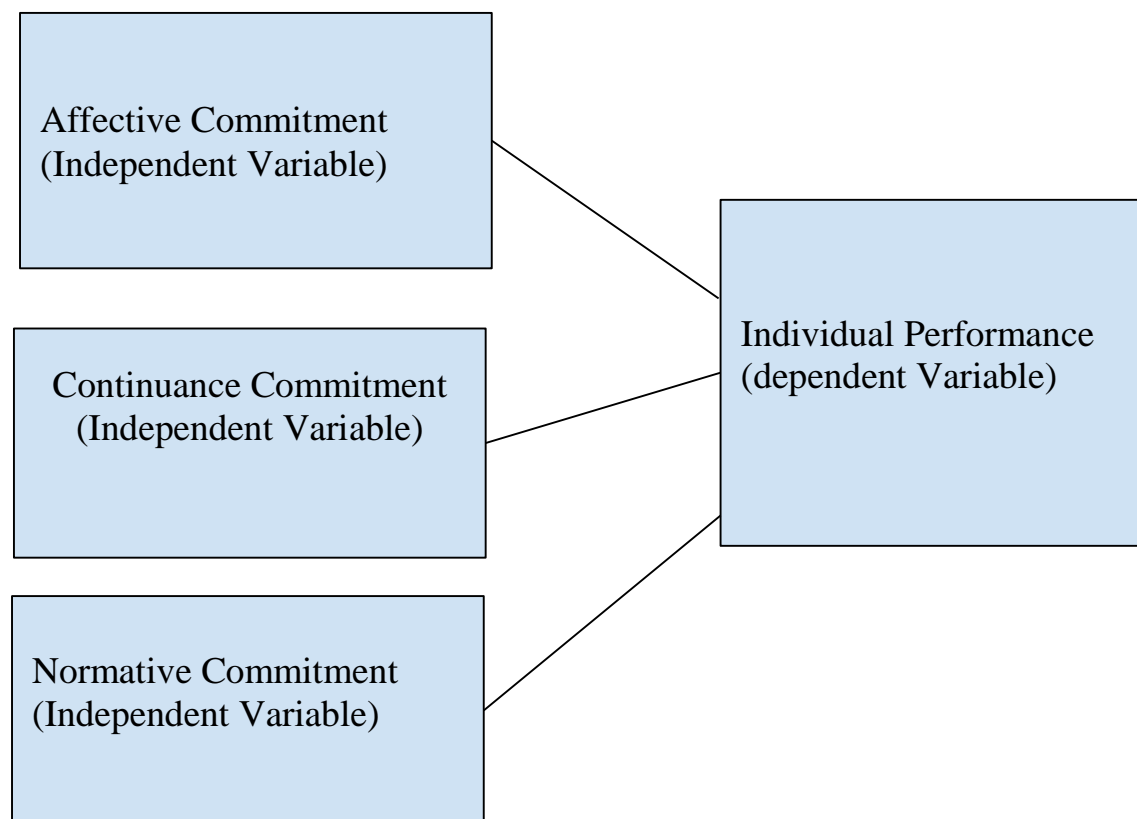 Affective Commitment
(Independent Variable)
Continuance Commitment
(Independent Variable)
Normative Commitment
(Independent Variable)
Individual Performance
(dependent Variable)